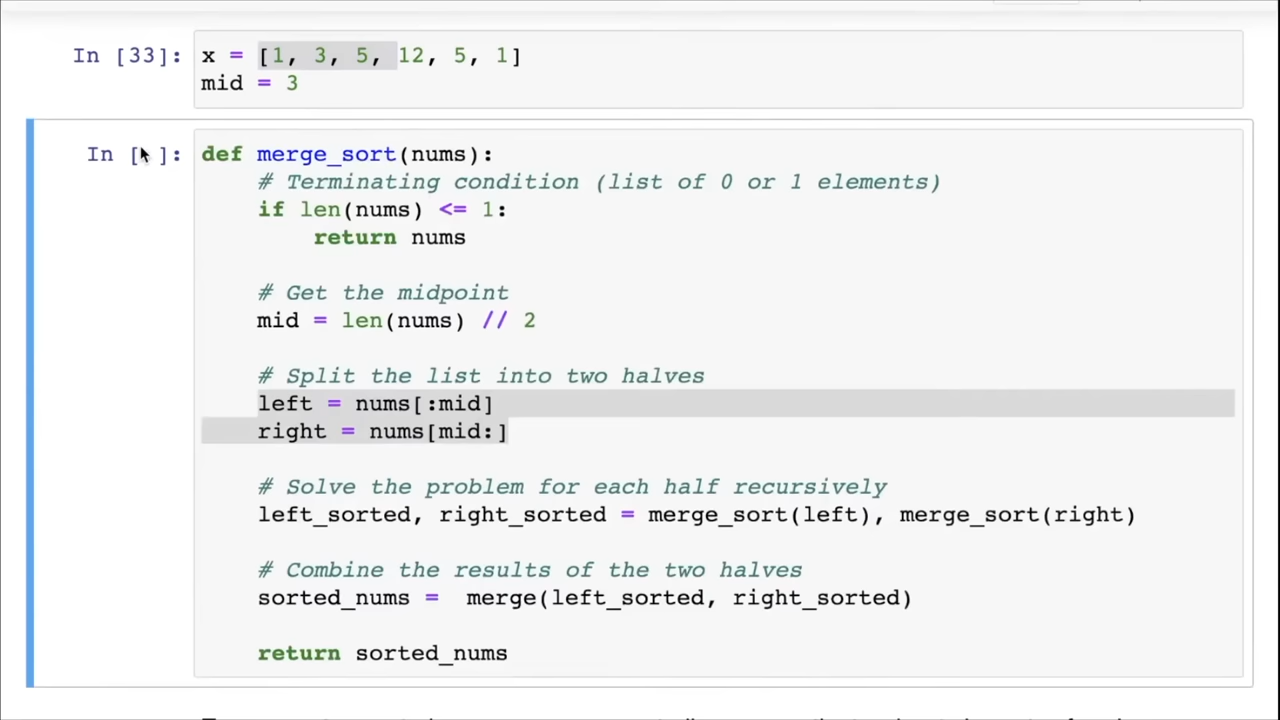 In [33]: x = [1, 3, 5, 12, 5, 1]
mid = 3
In [ ]: def merge_sort(nums):
# Terminating condition (list of 0 or 1 elements)
if len(nums) <= 1:
return nums
# Get the midpoint
mid = len(nums) // 2
# Split the list into two halves
left = nums[:mid]
right = nums[mid:]
# Solve the problem for each half recursively
left_sorted, right_sorted = merge_sort(left), merge_sort(right)
# Combine the results of the two halves
sorted_nums =  merge(left_sorted, right_sorted)
return sorted_nums